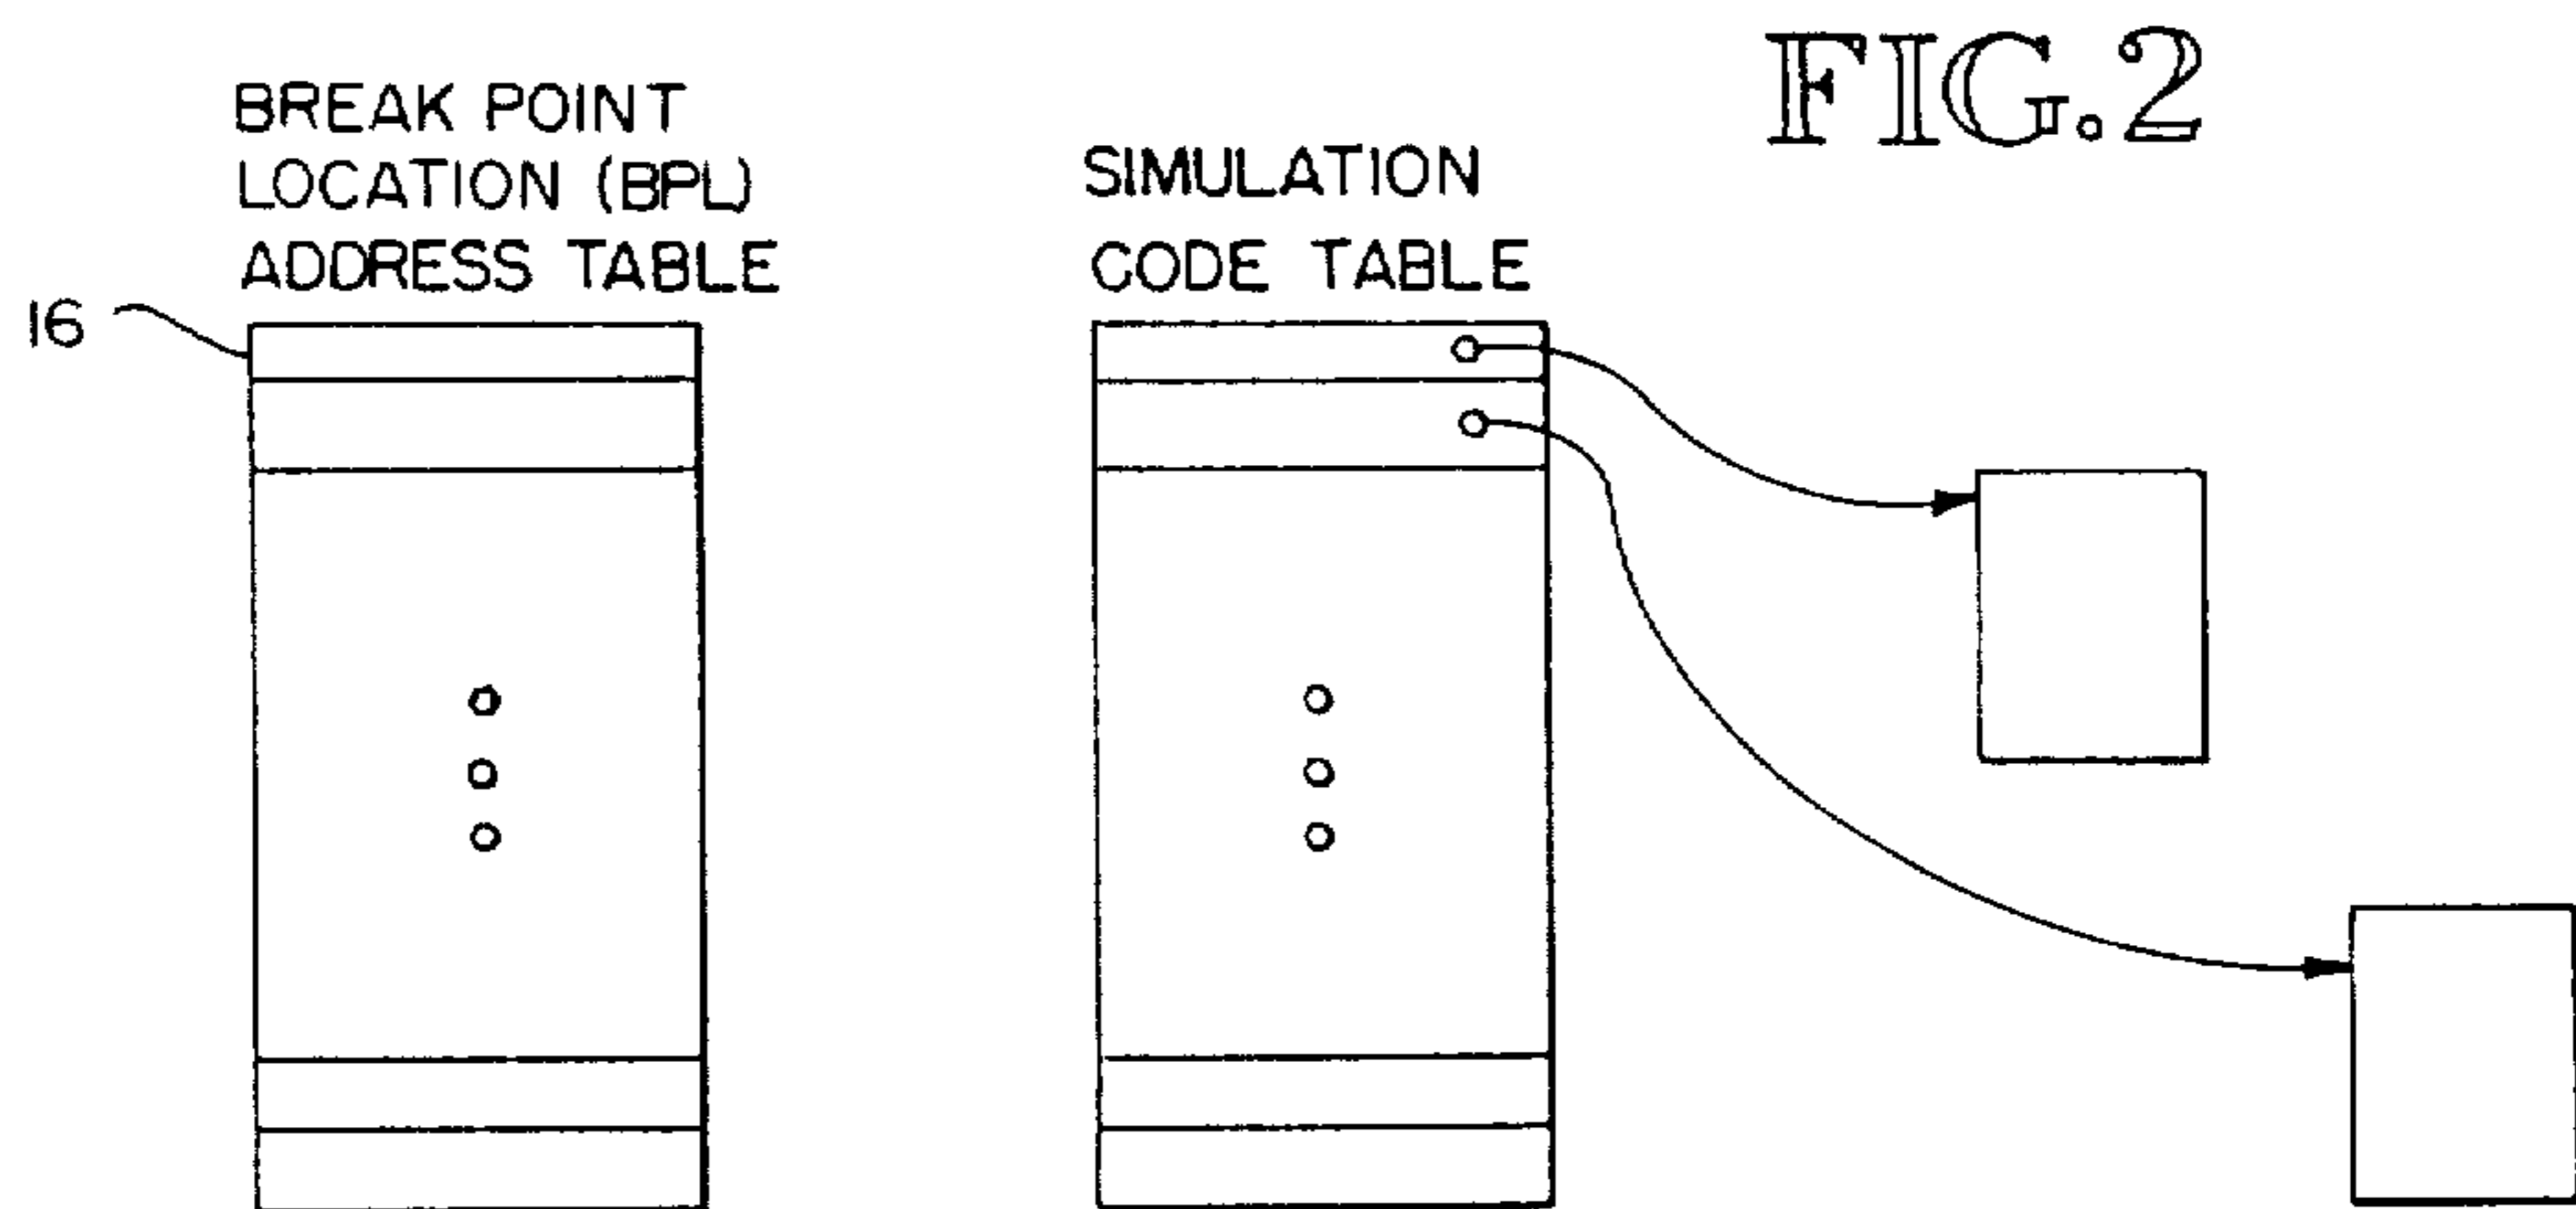 FIG.2
BREAK POINT
LOCATION (BPL)
ADDRESS TABLE
SIMULATION
CODE TABLE
16